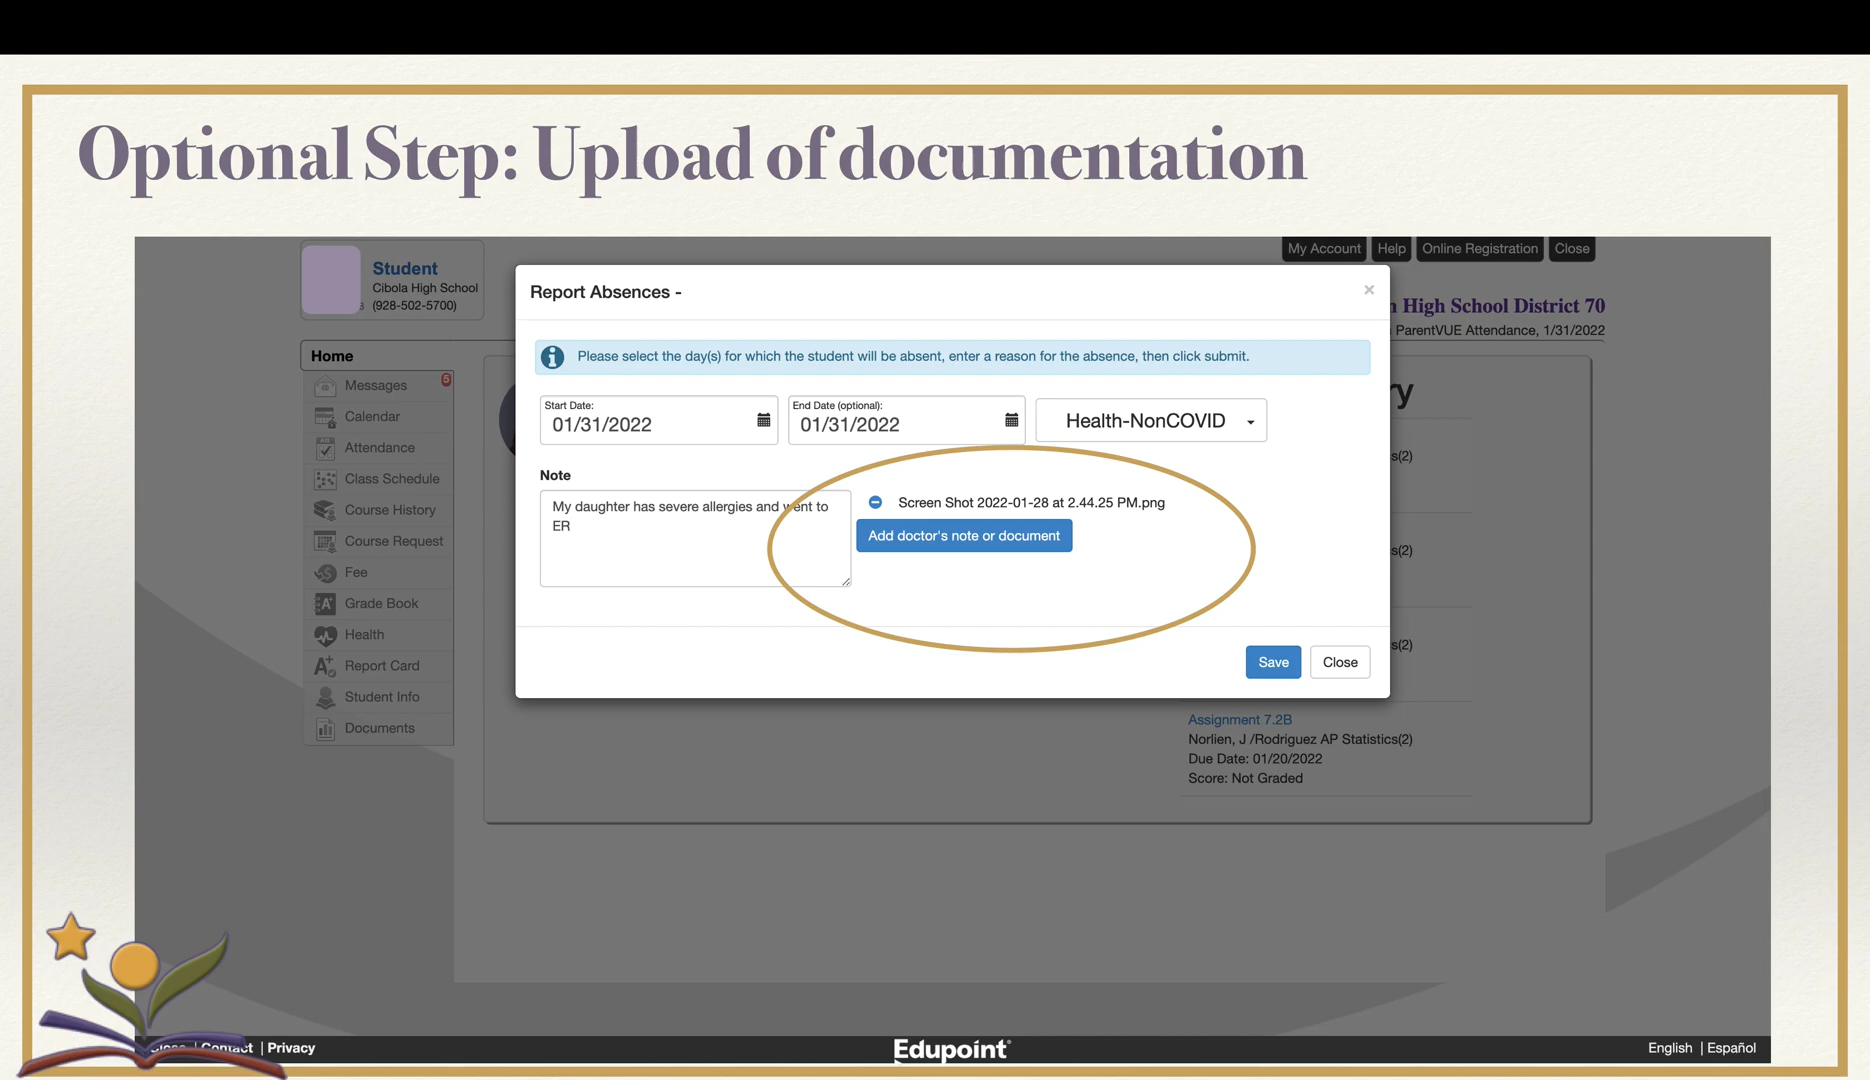 Optional Step: Upload of documentation
My Account Help Online Registration Close
Student
Cibola High School
(928-502-5700)
High School District 70
ParentVUE Attendance, 1/31/2022
Report Absences -
×
Please select the day(s) for which the student will be absent, enter a reason for the absence, then click submit.
Start Date:
01/31/2022
End Date (optional):
01/31/2022
Health-NonCOVID
Note
My daughter has severe allergies and went to
ER
Screen Shot 2022-01-28 at 2.44.25 PM.png
Add doctor's note or document
Save Close
Home
Messages 5
Calendar
Attendance
Class Schedule
Course History
Course Request
Fee
Grade Book
Health
Report Card
Student Info
Documents
ry
s(2)
s(2)
s(2)
Assignment 7.2B
Norlien, J /Rodriguez AP Statistics(2)
Due Date: 01/20/2022
Score: Not Graded
Contact | Privacy
Edupoint
English | Español